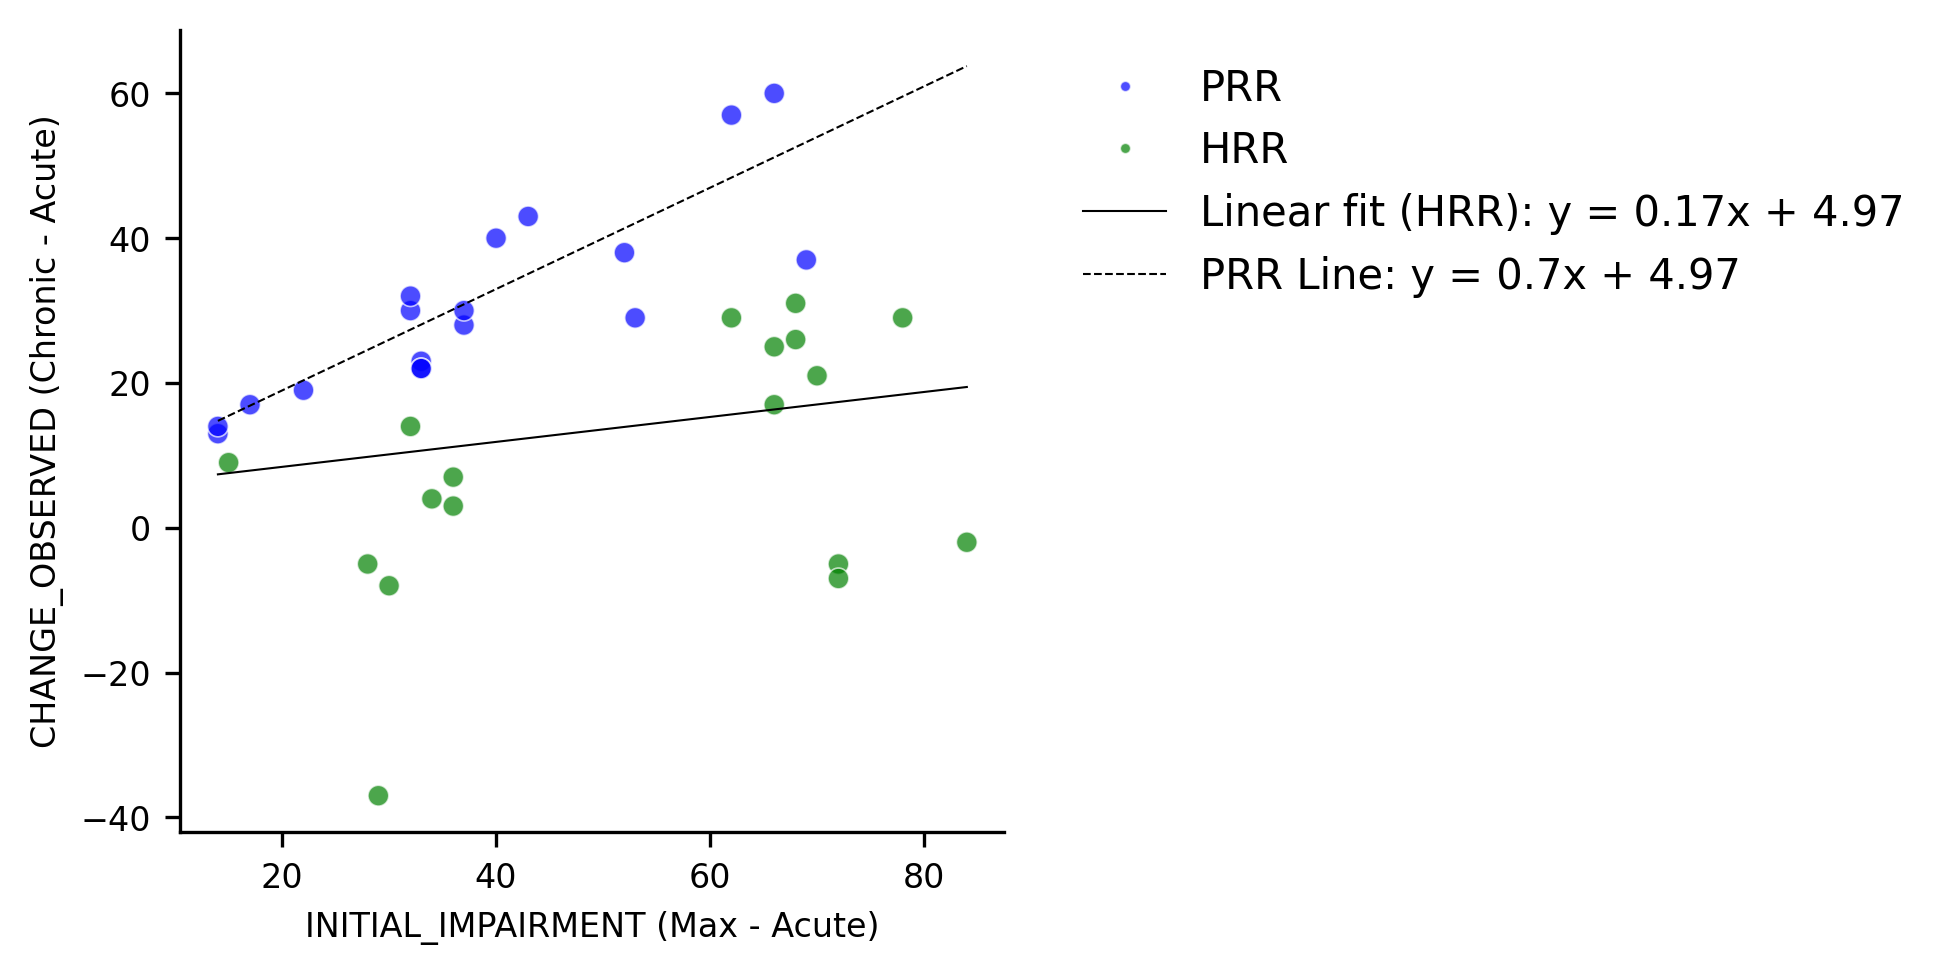 60
40
20
0
−20
−40
20
40
60
80
CHANGE_OBSERVED (Chronic - Acute)
INITIAL_IMPAIRMENT (Max - Acute)
PRR
HRR
Linear fit (HRR): y = 0.17x + 4.97
PRR Line: y = 0.7x + 4.97